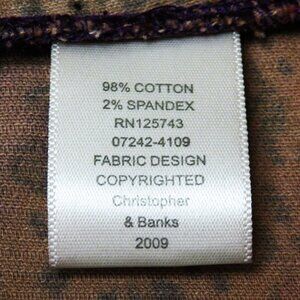 98% COTTON
2% SPANDEX
RN125743
07242-4109
FABRIC DESIGN
COPYRIGHTED
Christopher
& Banks
2009